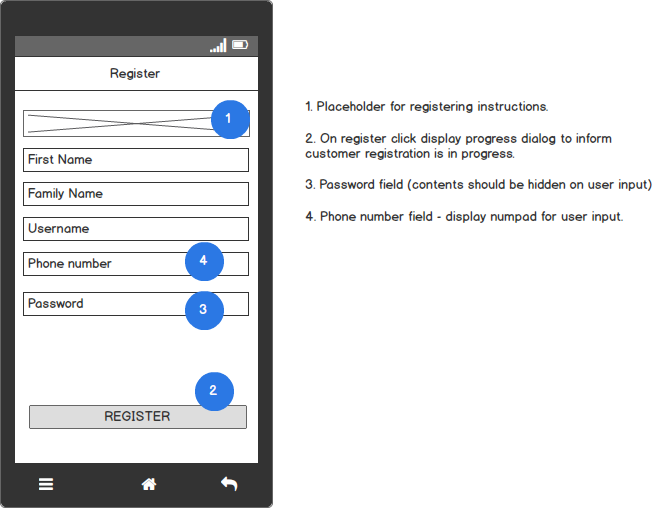 Register
1
First Name
Family Name
Username
Phone number
4
Password
3
2
REGISTER
1. Placeholder for registering instructions.
2. On register click display progress dialog to inform
customer registration is in progress.
3. Password field (contents should be hidden on user input)
4. Phone number field - display numpad for user input.